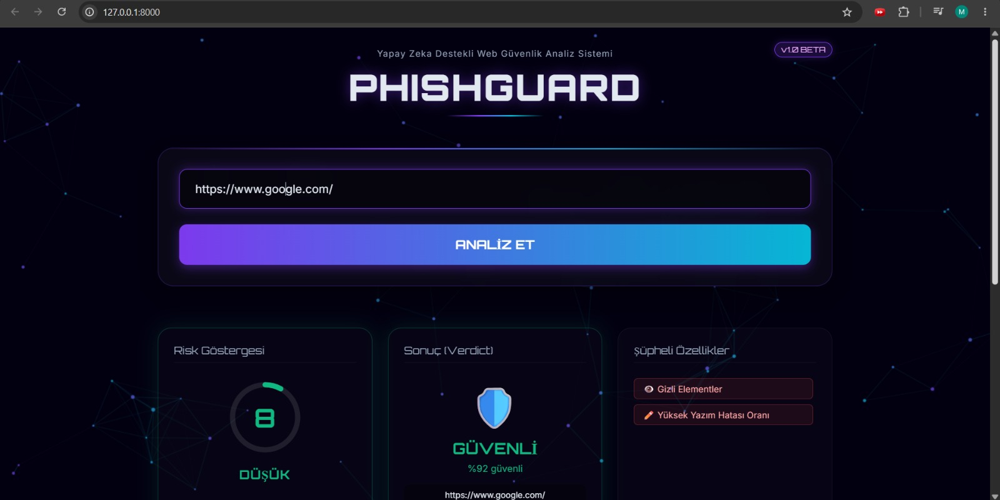 127.0.0.1:8000
M
Yapay Zeka Destekli Web Güvenlik Analiz Sistemi
v1.0 BETA
PHISHGUARD
https://www.google.com/
ANALİZ ET
Risk Göstergesi
8
DÜŞÜK
Sonuç (Verdict)
GÜVENLİ
%92 güvenli
https://www.google.com/
Şüpheli Özellikler
Gizli Elementler
Yüksek Yazım Hatası Oranı